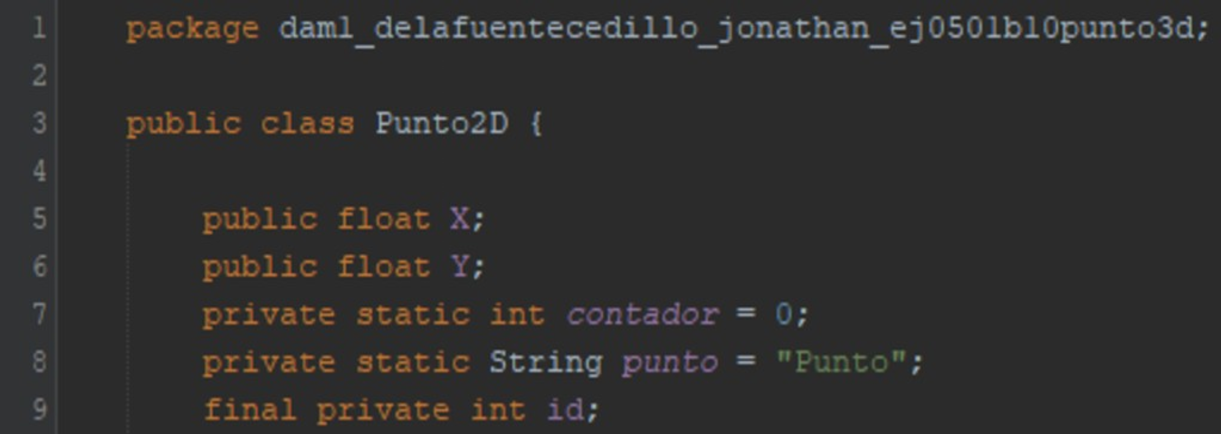 1 package dam1_delafuentecedillo_jonathan_ej0501b10punto3d;
2
3 public class Punto2D {
4
5 public float X;
6 public float Y;
7 private static int contador = 0;
8 private static String punto = "Punto";
9 final private int id;